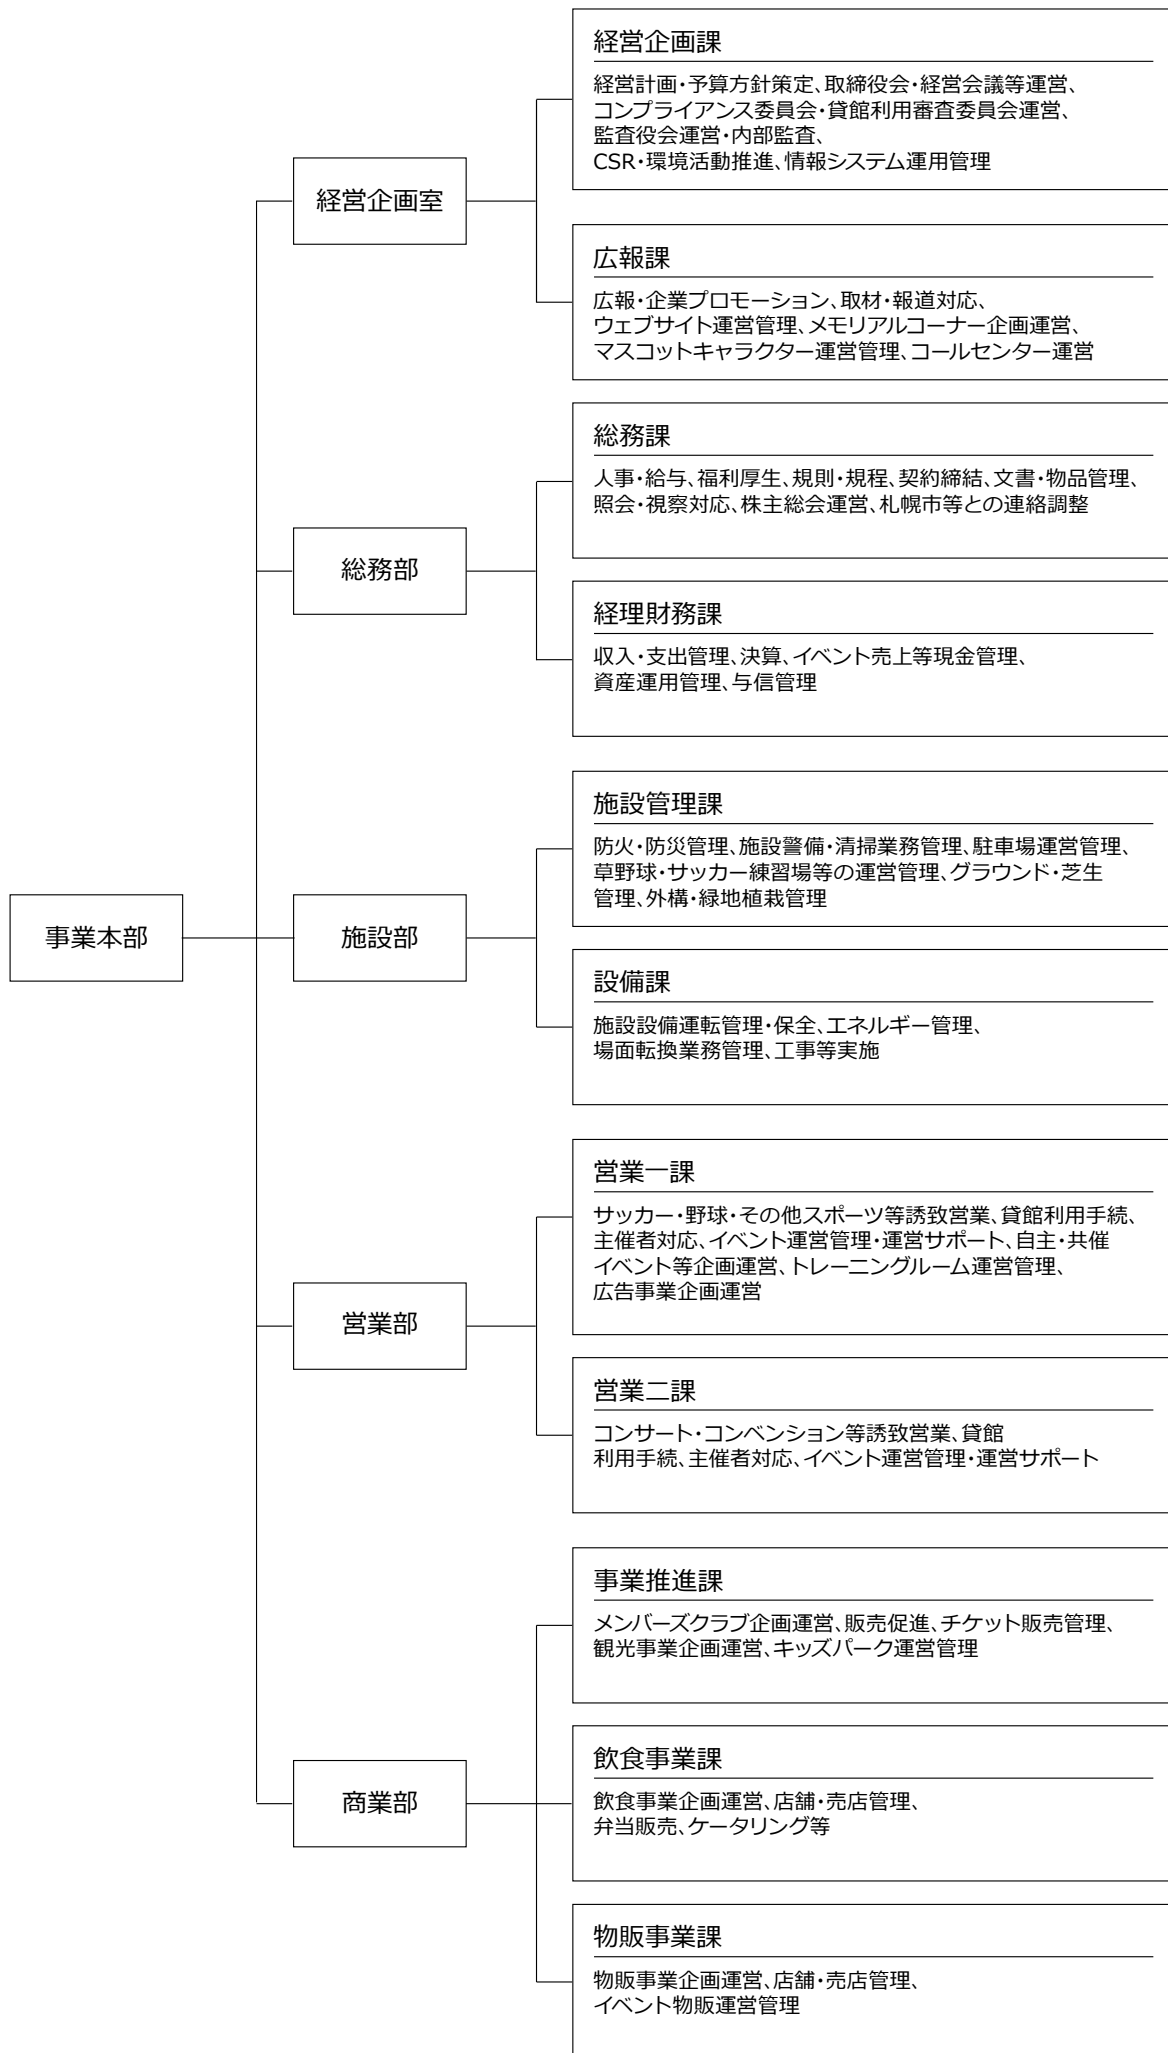 事業本部
経営企画室
経営企画課
経営計画・予算方針策定、取締役会・経営会議等運営、
コンプライアンス委員会・貸館利用審査委員会運営、
監査役会運営・内部監査、
CSR・環境活動推進、情報システム運用管理
広報課
広報・企業プロモーション、取材・報道対応、
ウェブサイト運営管理、メモリアルコーナー企画運営、
マスコットキャラクター運営管理、コールセンター運営
総務部
総務課
人事・給与、福利厚生、規則・規程、契約締結、文書・物品管理、
照会・視察対応、株主総会運営、札幌市等との連絡調整
経理財務課
収入・支出管理、決算、イベント売上等現金管理、
資産運用管理、与信管理
施設部
施設管理課
防火・防災管理、施設警備・清掃業務管理、駐車場運営管理、
草野球・サッカー練習場等の運営管理、グラウンド・芝生
管理、外構・緑地植栽管理
設備課
施設設備運転管理・保全、エネルギー管理、
場面転換業務管理、工事等実施
営業部
営業一課
サッカー・野球・その他スポーツ等誘致営業、貸館利用手続、
主催者対応、イベント運営管理・運営サポート、自主・共催
イベント等企画運営、トレーニングルーム運営管理、
広告事業企画運営
営業二課
コンサート・コンベンション等誘致営業、貸館
利用手続、主催者対応、イベント運営管理・運営サポート
商業部
事業推進課
メンバーズクラブ企画運営、販売促進、チケット販売管理、
観光事業企画運営、キッズパーク運営管理
飲食事業課
飲食事業企画運営、店舗・売店管理、
弁当販売、ケータリング等
物販事業課
物販事業企画運営、店舗・売店管理、
イベント物販運営管理